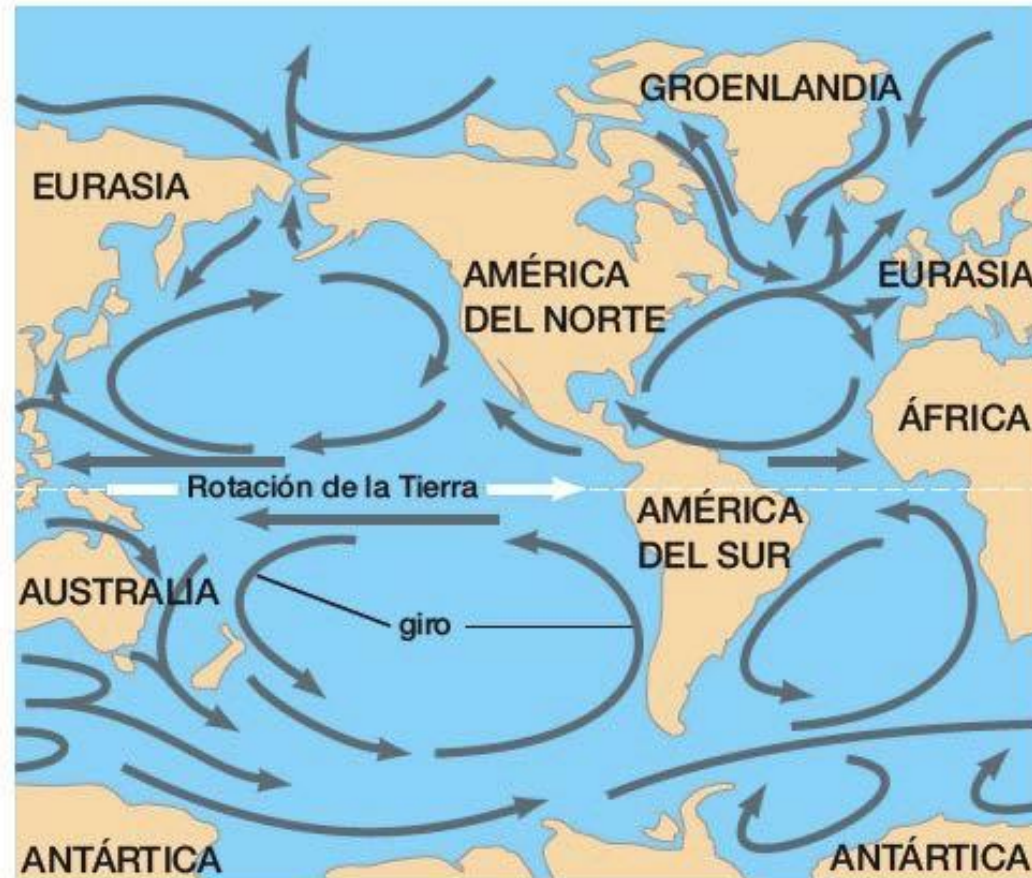 GROENLANDIA
EURASIA
AMÉRICA
DEL NORTE
EURASIA
ÁFRICA
Rotación de la Tierra
AMÉRICA
DEL SUR
AUSTRALIA
giro
ANTÁRTICA
ANTÁRTICA